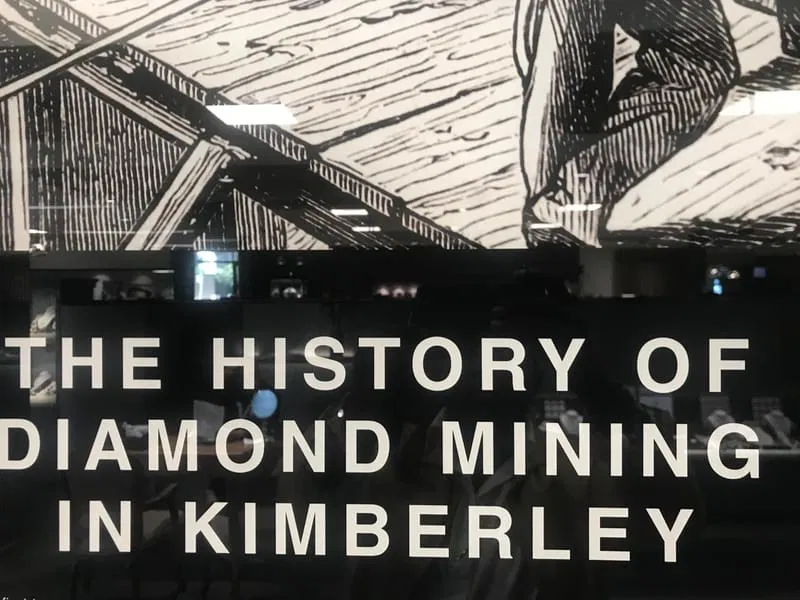 THE HISTORY OF
DIAMOND MINING
IN KIMBERLEY